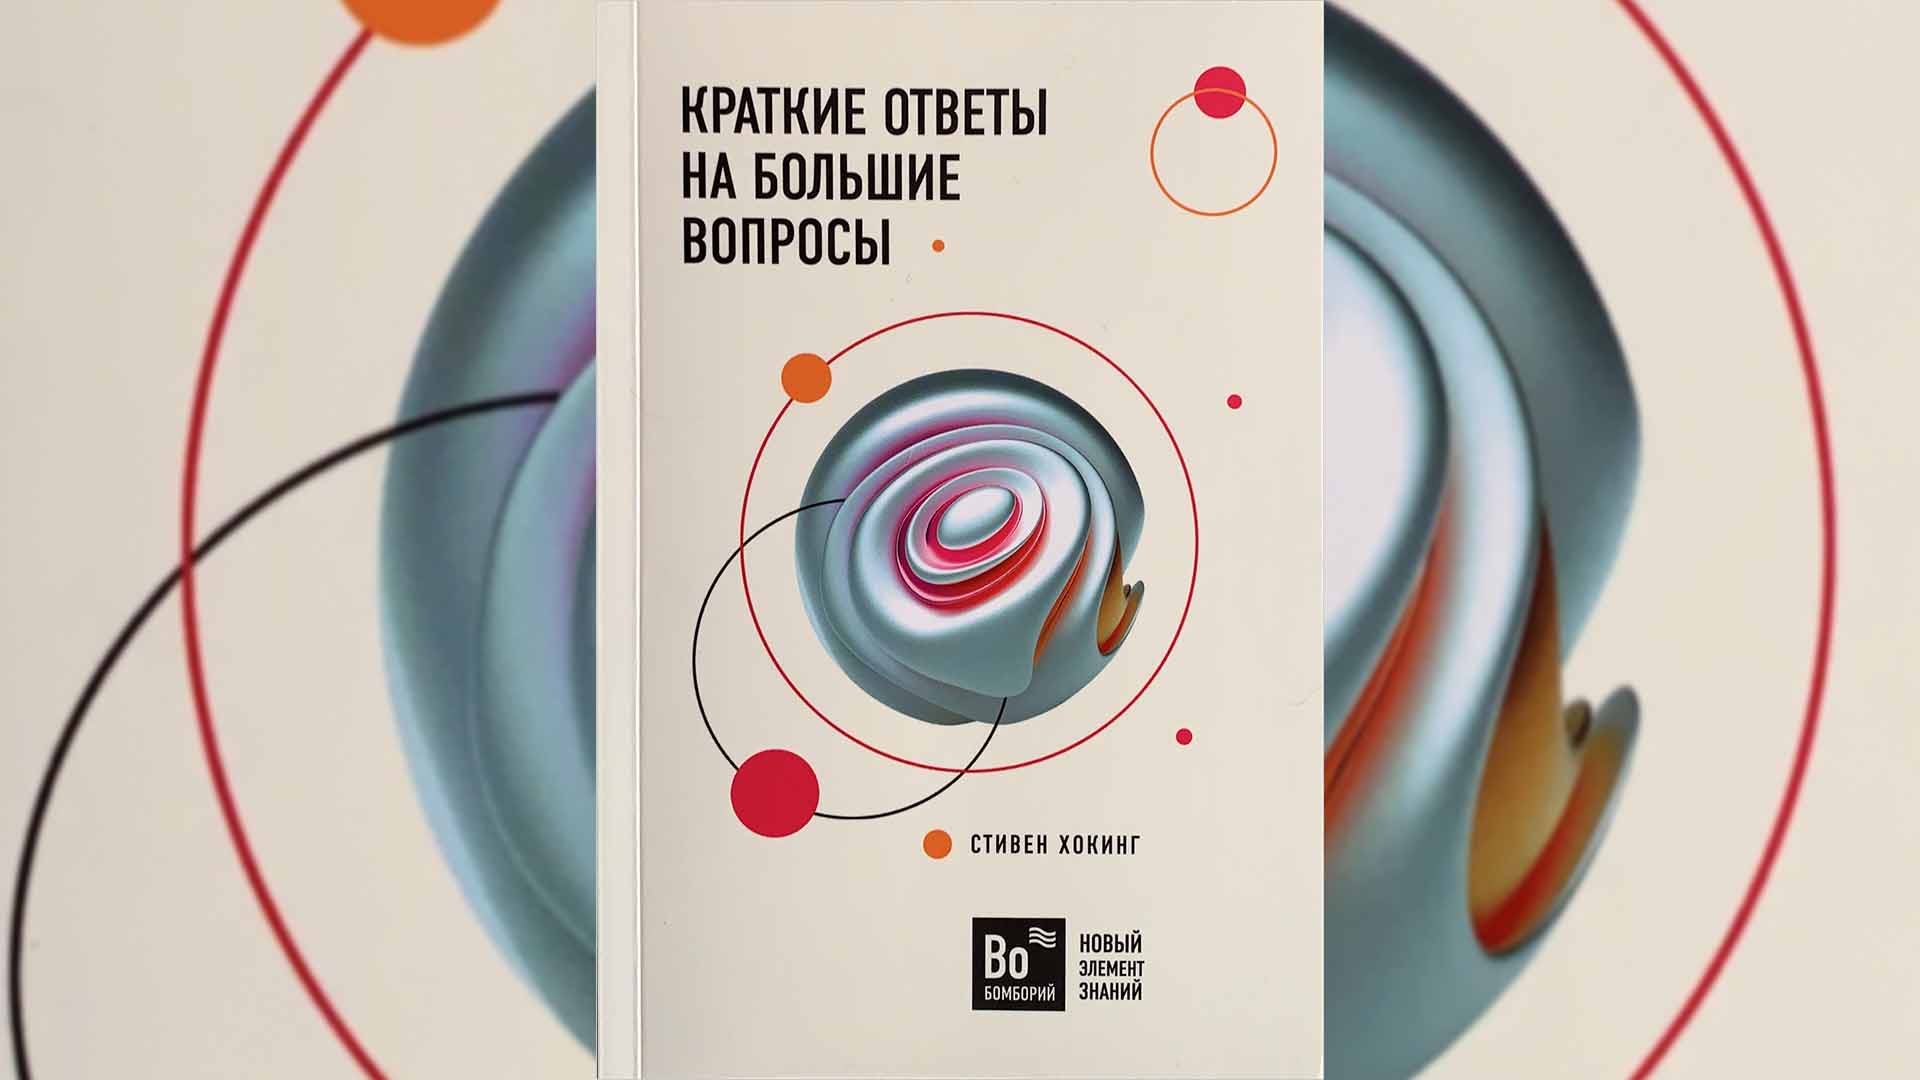 КРАТКИЕ ОТВЕТЫ
НА БОЛЬШИЕ
ВОПРОСЫ
СТИВЕН ХОКИНГ
Bo
БОМБОРИЙ
НОВЫЙ
ЭЛЕМЕНТ
ЗНАНИЙ